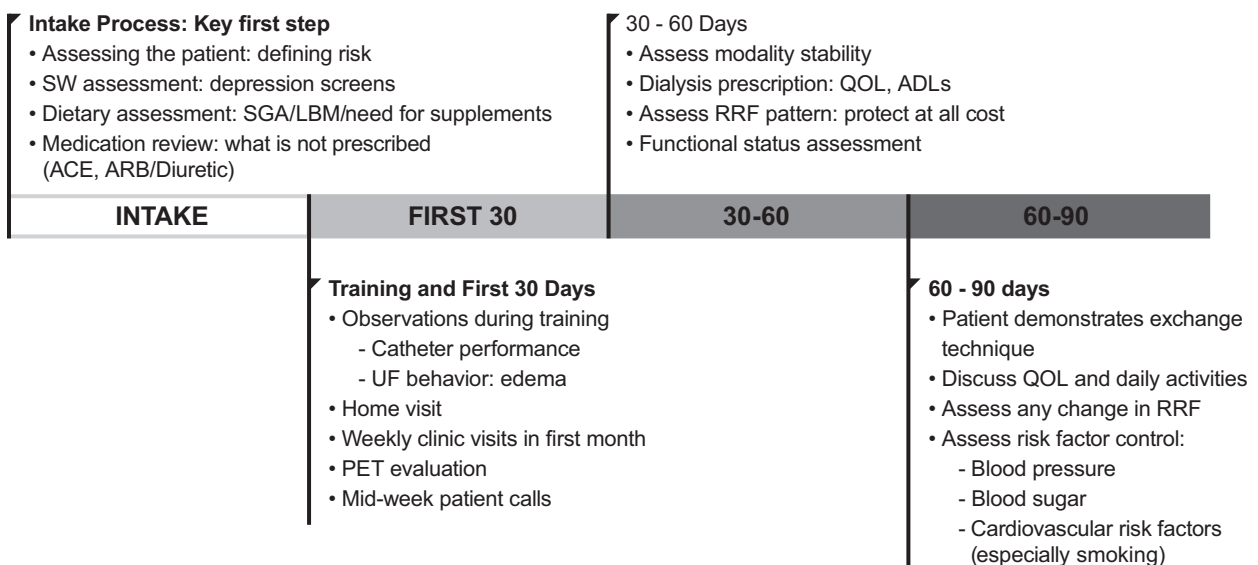 Intake Process: Key first step
• Assessing the patient: defining risk
• SW assessment: depression screens
• Dietary assessment: SGA/LBM/need for supplements
• Medication review: what is not prescribed
(ACE, ARB/Diuretic)
30 - 60 Days
• Assess modality stability
• Dialysis prescription: QOL, ADLs
• Assess RRF pattern: protect at all cost
• Functional status assessment
INTAKE
FIRST 30
30-60
60-90
Training and First 30 Days
• Observations during training
- Catheter performance
- UF behavior: edema
• Home visit
• Weekly clinic visits in first month
• PET evaluation
• Mid-week patient calls
60 - 90 days
• Patient demonstrates exchange
technique
• Discuss QOL and daily activities
• Assess any change in RRF
• Assess risk factor control:
- Blood pressure
- Blood sugar
- Cardiovascular risk factors
(especially smoking)